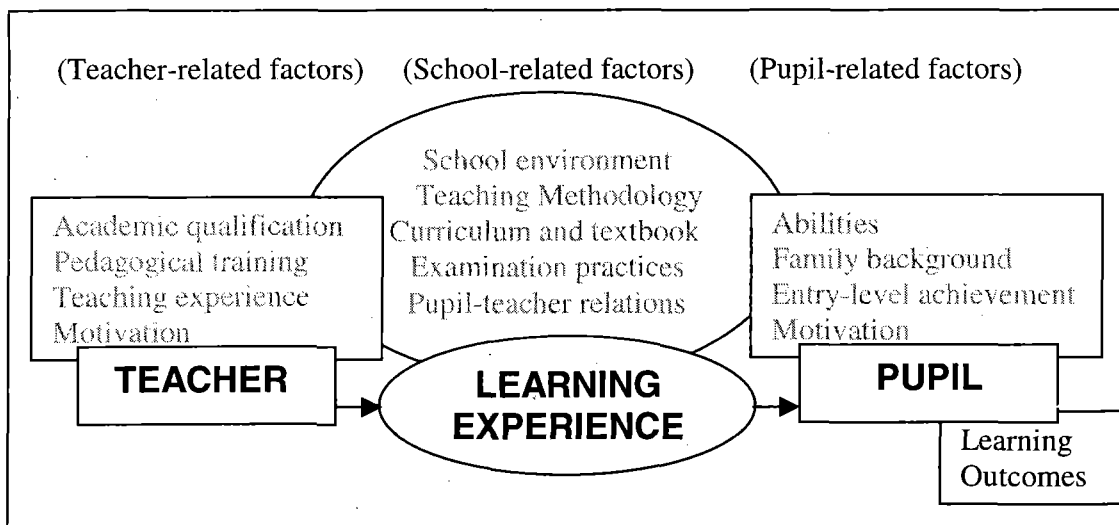 (Teacher-related factors) (School-related factors) (Pupil-related factors)
School environment
Teaching Methodology
Curriculum and textbook
Examination practices
Pupil-teacher relations
Academic qualification
Pedagogical training
Teaching experience
Motivation
Abilities
Family background
Entry-level achievement
Motivation
TEACHER
LEARNING
EXPERIENCE
PUPIL
Learning
Outcomes